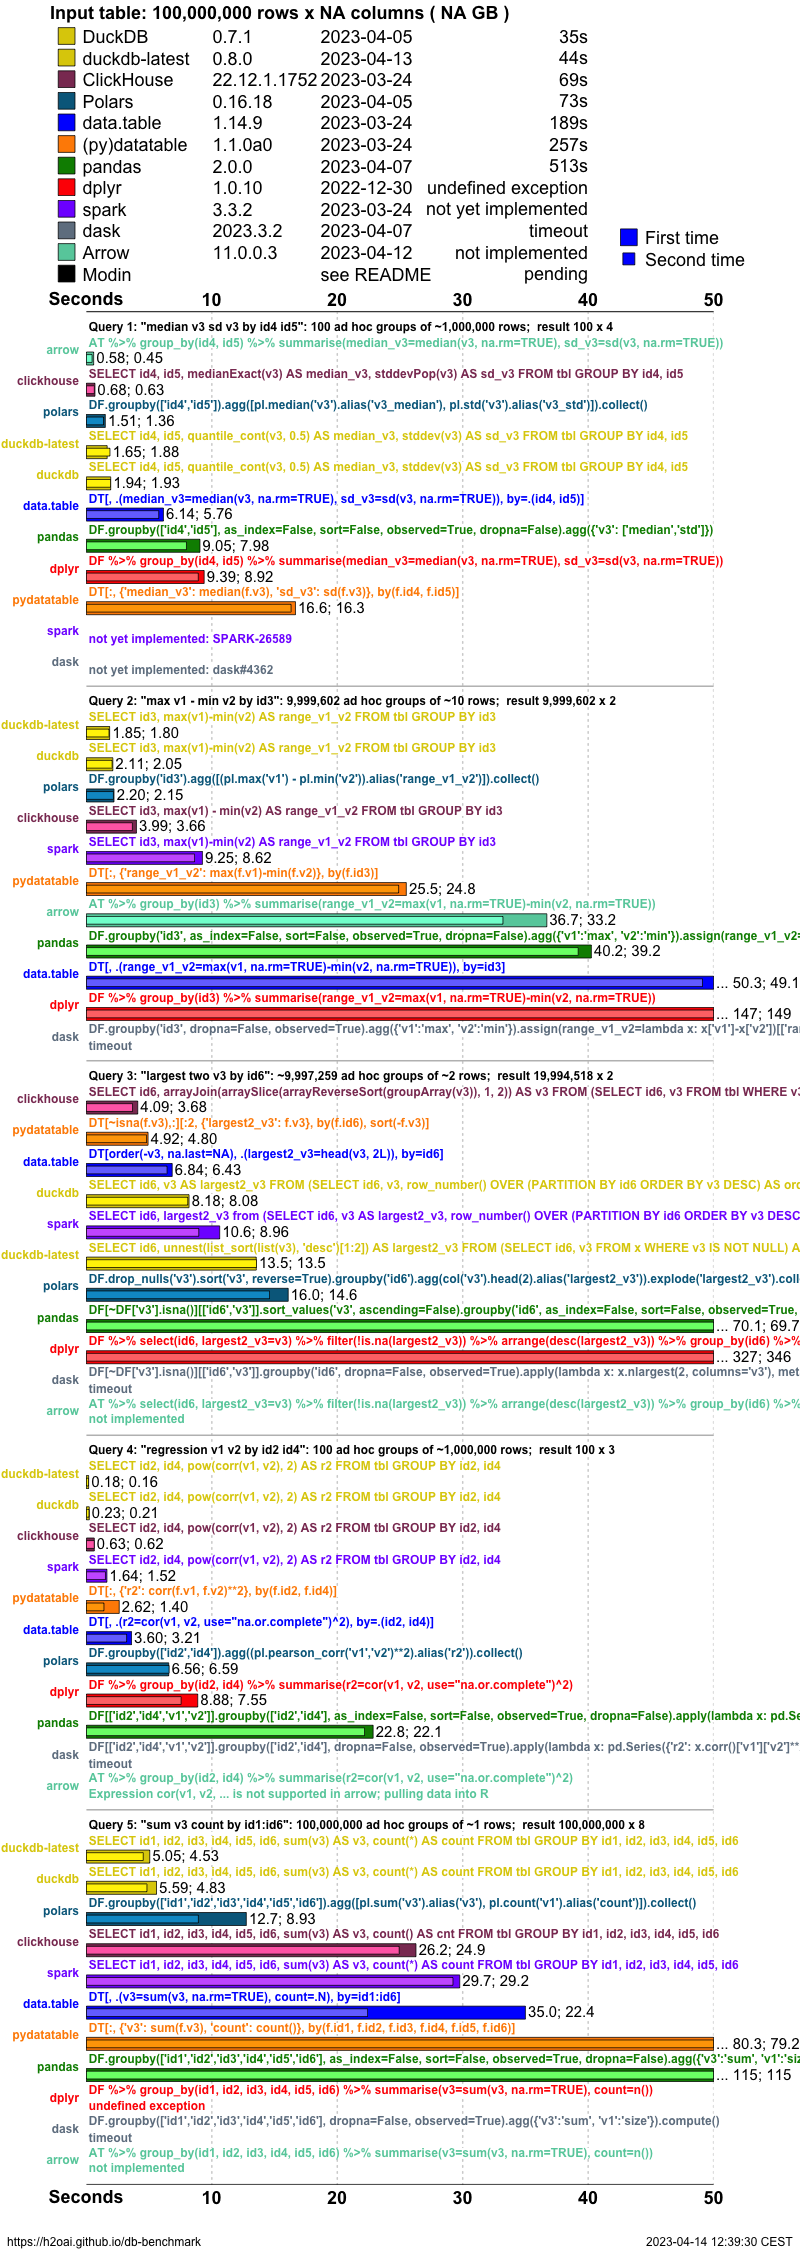 Input table: 100,000,000 rows x NA columns ( NA GB )
DuckDB 0.7.1 2023-04-05 35s
duckdb-latest 0.8.0 2023-04-13 44s
ClickHouse 22.12.1.1752 2023-03-24 69s
Polars 0.16.18 2023-04-05 73s
data.table 1.14.9 2023-03-24 189s
(py)datatable 1.1.0a0 2023-03-24 257s
pandas 2.0.0 2023-04-07 513s
dplyr 1.0.10 2022-12-30 undefined exception
spark 3.3.2 2023-03-24 not yet implemented
dask 2023.3.2 2023-04-07 timeout
Arrow 11.0.0.3 2023-04-12 not implemented
Modin see README pending
First time
Second time
Seconds 10 20 30 40 50
Query 1: "median v3 sd v3 by id4 id5": 100 ad hoc groups of ~1,000,000 rows; result 100 x 4
AT %>% group_by(id4, id5) %>% summarise(median_v3=median(v3, na.rm=TRUE), sd_v3=sd(v3, na.rm=TRUE))
arrow 0.58; 0.45
SELECT id4, id5, medianExact(v3) AS median_v3, stddevPop(v3) AS sd_v3 FROM tbl GROUP BY id4, id5
clickhouse 0.68; 0.63
DF.groupby(['id4','id5']).agg([pl.median('v3').alias('v3_median'), pl.std('v3').alias('v3_std')]).collect()
polars 1.51; 1.36
SELECT id4, id5, quantile_cont(v3, 0.5) AS median_v3, stddev(v3) AS sd_v3 FROM tbl GROUP BY id4, id5
duckdb-latest 1.65; 1.88
SELECT id4, id5, quantile_cont(v3, 0.5) AS median_v3, stddev(v3) AS sd_v3 FROM tbl GROUP BY id4, id5
duckdb 1.94; 1.93
DT[, .(median_v3=median(v3, na.rm=TRUE), sd_v3=sd(v3, na.rm=TRUE)), by=.(id4, id5)]
data.table 6.14; 5.76
DF.groupby(['id4','id5'], as_index=False, sort=False, observed=True, dropna=False).agg({'v3': ['median','std']})
pandas 9.05; 7.98
DF %>% group_by(id4, id5) %>% summarise(median_v3=median(v3, na.rm=TRUE), sd_v3=sd(v3, na.rm=TRUE))
dplyr 9.39; 8.92
DT[:, {'median_v3': median(f.v3), 'sd_v3': sd(f.v3)}, by(f.id4, f.id5)]
pydatatable 16.6; 16.3
spark not yet implemented: SPARK-26589
dask not yet implemented: dask#4362
Query 2: "max v1 - min v2 by id3": 9,999,602 ad hoc groups of ~10 rows; result 9,999,602 x 2
SELECT id3, max(v1)-min(v2) AS range_v1_v2 FROM tbl GROUP BY id3
duckdb-latest 1.85; 1.80
SELECT id3, max(v1)-min(v2) AS range_v1_v2 FROM tbl GROUP BY id3
duckdb 2.11; 2.05
DF.groupby('id3').agg([(pl.max('v1') - pl.min('v2')).alias('range_v1_v2')]).collect()
polars 2.20; 2.15
SELECT id3, max(v1) - min(v2) AS range_v1_v2 FROM tbl GROUP BY id3
clickhouse 3.99; 3.66
SELECT id3, max(v1)-min(v2) AS range_v1_v2 FROM tbl GROUP BY id3
spark 9.25; 8.62
DT[:, {'range_v1_v2': max(f.v1)-min(f.v2)}, by(f.id3)]
pydatatable 25.5; 24.8
AT %>% group_by(id3) %>% summarise(range_v1_v2=max(v1, na.rm=TRUE)-min(v2, na.rm=TRUE))
arrow 36.7; 33.2
DF.groupby('id3', as_index=False, sort=False, observed=True, dropna=False).agg({'v1':'max', 'v2':'min'}).assign(range_v1_v2=
pandas 40.2; 39.2
DT[, .(range_v1_v2=max(v1, na.rm=TRUE)-min(v2, na.rm=TRUE)), by=id3]
data.table ... 50.3; 49.1
DF %>% group_by(id3) %>% summarise(range_v1_v2=max(v1, na.rm=TRUE)-min(v2, na.rm=TRUE))
dplyr ... 147; 149
DF.groupby('id3', dropna=False, observed=True).agg({'v1':'max', 'v2':'min'}).assign(range_v1_v2=lambda x: x['v1']-x['v2'])[['ra
dask timeout
Query 3: "largest two v3 by id6": ~9,997,259 ad hoc groups of ~2 rows; result 19,994,518 x 2
SELECT id6, arrayJoin(arraySlice(arrayReverseSort(groupArray(v3)), 1, 2)) AS v3 FROM (SELECT id6, v3 FROM tbl WHERE v3
clickhouse 4.09; 3.68
DT[~isna(f.v3),:][:2, {'largest2_v3': f.v3}, by(f.id6), sort(-f.v3)]
pydatatable 4.92; 4.80
DT[order(-v3, na.last=NA), .(largest2_v3=head(v3, 2L)), by=id6]
data.table 6.84; 6.43
SELECT id6, v3 AS largest2_v3 FROM (SELECT id6, v3, row_number() OVER (PARTITION BY id6 ORDER BY v3 DESC) AS ord
duckdb 8.18; 8.08
SELECT id6, largest2_v3 from (SELECT id6, v3 AS largest2_v3, row_number() OVER (PARTITION BY id6 ORDER BY v3 DESC
spark 10.6; 8.96
SELECT id6, unnest(list_sort(list(v3), 'desc')[1:2]) AS largest2_v3 FROM (SELECT id6, v3 FROM x WHERE v3 IS NOT NULL) A
duckdb-latest 13.5; 13.5
DF.drop_nulls('v3').sort('v3', reverse=True).groupby('id6').agg(col('v3').head(2).alias('largest2_v3')).explode('largest2_v3').coll
polars 16.0; 14.6
DF[~DF['v3'].isna()][['id6','v3']].sort_values('v3', ascending=False).groupby('id6', as_index=False, sort=False, observed=True,
pandas ... 70.1; 69.7
DF %>% select(id6, largest2_v3=v3) %>% filter(!is.na(largest2_v3)) %>% arrange(desc(largest2_v3)) %>% group_by(id6) %>%
dplyr ... 327; 346
DF[~DF['v3'].isna()][['id6','v3']].groupby('id6', dropna=False, observed=True).apply(lambda x: x.nlargest(2, columns='v3'), met
dask timeout
AT %>% select(id6, largest2_v3=v3) %>% filter(!is.na(largest2_v3)) %>% arrange(desc(largest2_v3)) %>% group_by(id6) %>%
arrow not implemented
Query 4: "regression v1 v2 by id2 id4": 100 ad hoc groups of ~1,000,000 rows; result 100 x 3
SELECT id2, id4, pow(corr(v1, v2), 2) AS r2 FROM tbl GROUP BY id2, id4
duckdb-latest 0.18; 0.16
SELECT id2, id4, pow(corr(v1, v2), 2) AS r2 FROM tbl GROUP BY id2, id4
duckdb 0.23; 0.21
SELECT id2, id4, pow(corr(v1, v2), 2) AS r2 FROM tbl GROUP BY id2, id4
clickhouse 0.63; 0.62
SELECT id2, id4, pow(corr(v1, v2), 2) AS r2 FROM tbl GROUP BY id2, id4
spark 1.64; 1.52
DT[:, {'r2': corr(f.v1, f.v2)**2}, by(f.id2, f.id4)]
pydatatable 2.62; 1.40
DT[, .(r2=cor(v1, v2, use="na.or.complete")^2), by=.(id2, id4)]
data.table 3.60; 3.21
DF.groupby(['id2','id4']).agg((pl.pearson_corr('v1','v2')**2).alias('r2')).collect()
polars 6.56; 6.59
DF %>% group_by(id2, id4) %>% summarise(r2=cor(v1, v2, use="na.or.complete")^2)
dplyr 8.88; 7.55
DF[['id2','id4','v1','v2']].groupby(['id2','id4'], as_index=False, sort=False, observed=True, dropna=False).apply(lambda x: pd.Se
pandas 22.8; 22.1
DF[['id2','id4','v1','v2']].groupby(['id2','id4'], dropna=False, observed=True).apply(lambda x: pd.Series({'r2': x.corr()['v1']['v2']**
dask timeout
AT %>% group_by(id2, id4) %>% summarise(r2=cor(v1, v2, use="na.or.complete")^2)
arrow Expression cor(v1, v2, ... is not supported in arrow; pulling data into R
Query 5: "sum v3 count by id1:id6": 100,000,000 ad hoc groups of ~1 rows; result 100,000,000 x 8
SELECT id1, id2, id3, id4, id5, id6, sum(v3) AS v3, count(*) AS count FROM tbl GROUP BY id1, id2, id3, id4, id5, id6
duckdb-latest 5.05; 4.53
SELECT id1, id2, id3, id4, id5, id6, sum(v3) AS v3, count(*) AS count FROM tbl GROUP BY id1, id2, id3, id4, id5, id6
duckdb 5.59; 4.83
DF.groupby(['id1','id2','id3','id4','id5','id6']).agg([pl.sum('v3').alias('v3'), pl.count('v1').alias('count')]).collect()
polars 12.7; 8.93
SELECT id1, id2, id3, id4, id5, id6, sum(v3) AS v3, count() AS cnt FROM tbl GROUP BY id1, id2, id3, id4, id5, id6
clickhouse 26.2; 24.9
SELECT id1, id2, id3, id4, id5, id6, sum(v3) AS v3, count(*) AS count FROM tbl GROUP BY id1, id2, id3, id4, id5, id6
spark 29.7; 29.2
DT[, .(v3=sum(v3, na.rm=TRUE), count=.N), by=id1:id6]
data.table 35.0; 22.4
DT[:, {'v3': sum(f.v3), 'count': count()}, by(f.id1, f.id2, f.id3, f.id4, f.id5, f.id6)]
pydatatable ... 80.3; 79.2
DF.groupby(['id1','id2','id3','id4','id5','id6'], as_index=False, sort=False, observed=True, dropna=False).agg({'v3':'sum', 'v1':'size
pandas ... 115; 115
DF %>% group_by(id1, id2, id3, id4, id5, id6) %>% summarise(v3=sum(v3, na.rm=TRUE), count=n())
dplyr undefined exception
DF.groupby(['id1','id2','id3','id4','id5','id6'], dropna=False, observed=True).agg({'v3':'sum', 'v1':'size'}).compute()
dask timeout
AT %>% group_by(id1, id2, id3, id4, id5, id6) %>% summarise(v3=sum(v3, na.rm=TRUE), count=n())
arrow not implemented
Seconds 10 20 30 40 50
https://h2oai.github.io/db-benchmark 2023-04-14 12:39:30 CEST